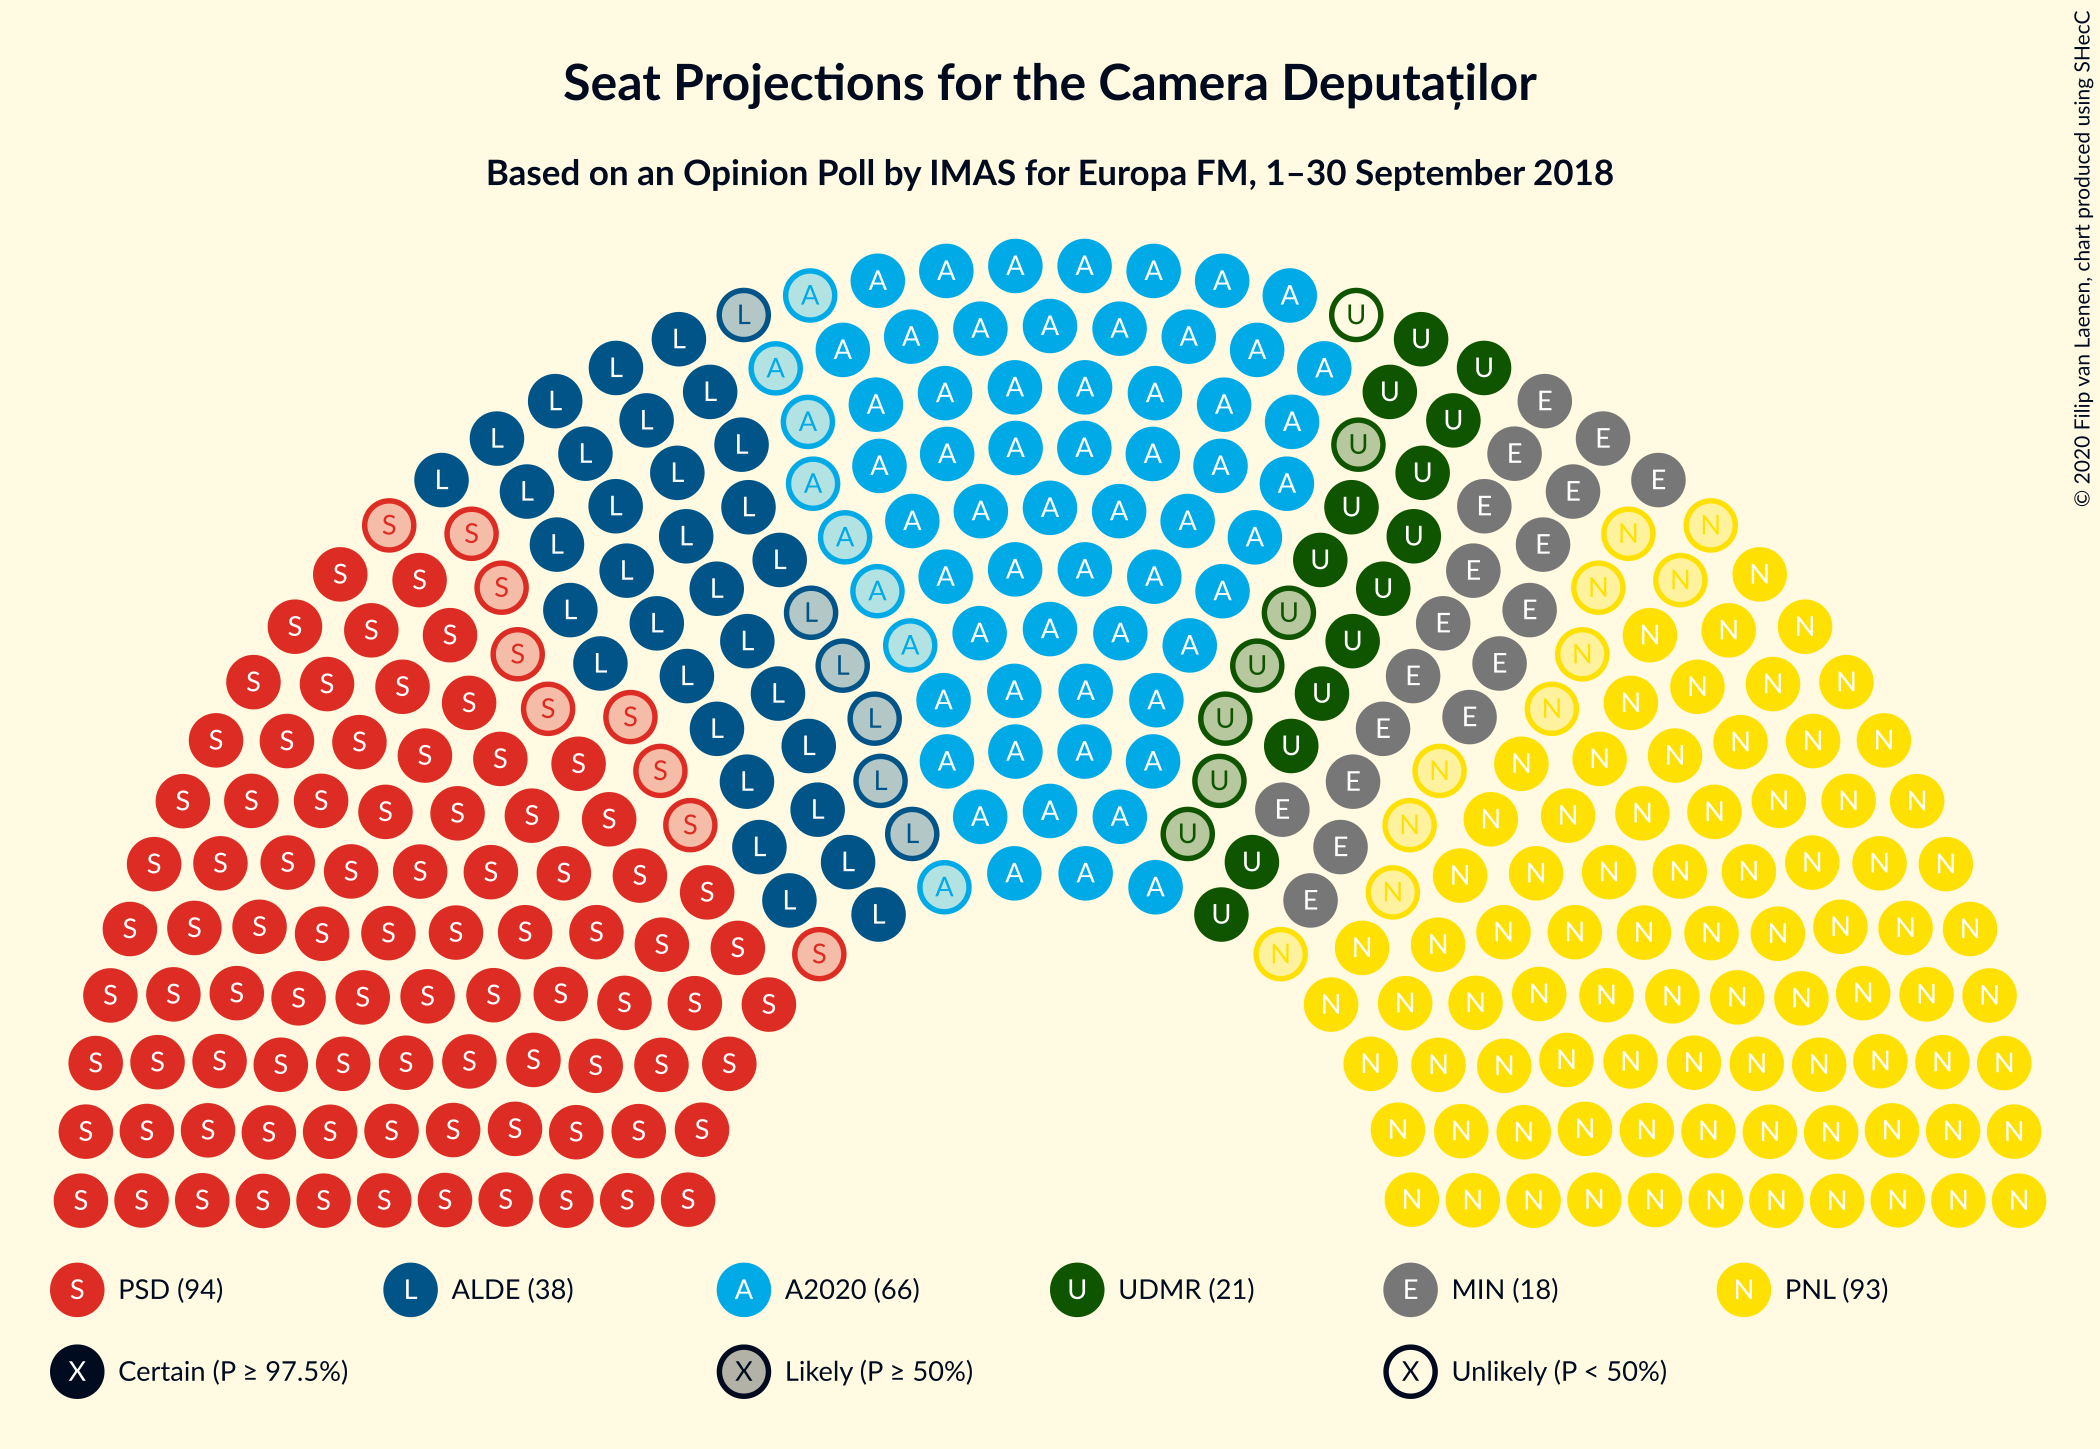 Seat Projections for the Camera Deputaților
Based on an Opinion Poll by IMAS for Europa FM, 1–30 September 2018
© 2020 Filip van Laenen, chart produced using SHecC
S PSD (94) L ALDE (38) A A2020 (66) U UDMR (21) E MIN (18) N PNL (93)
X Certain (P ≥ 97.5%) X Likely (P ≥ 50%) X Unlikely (P < 50%)